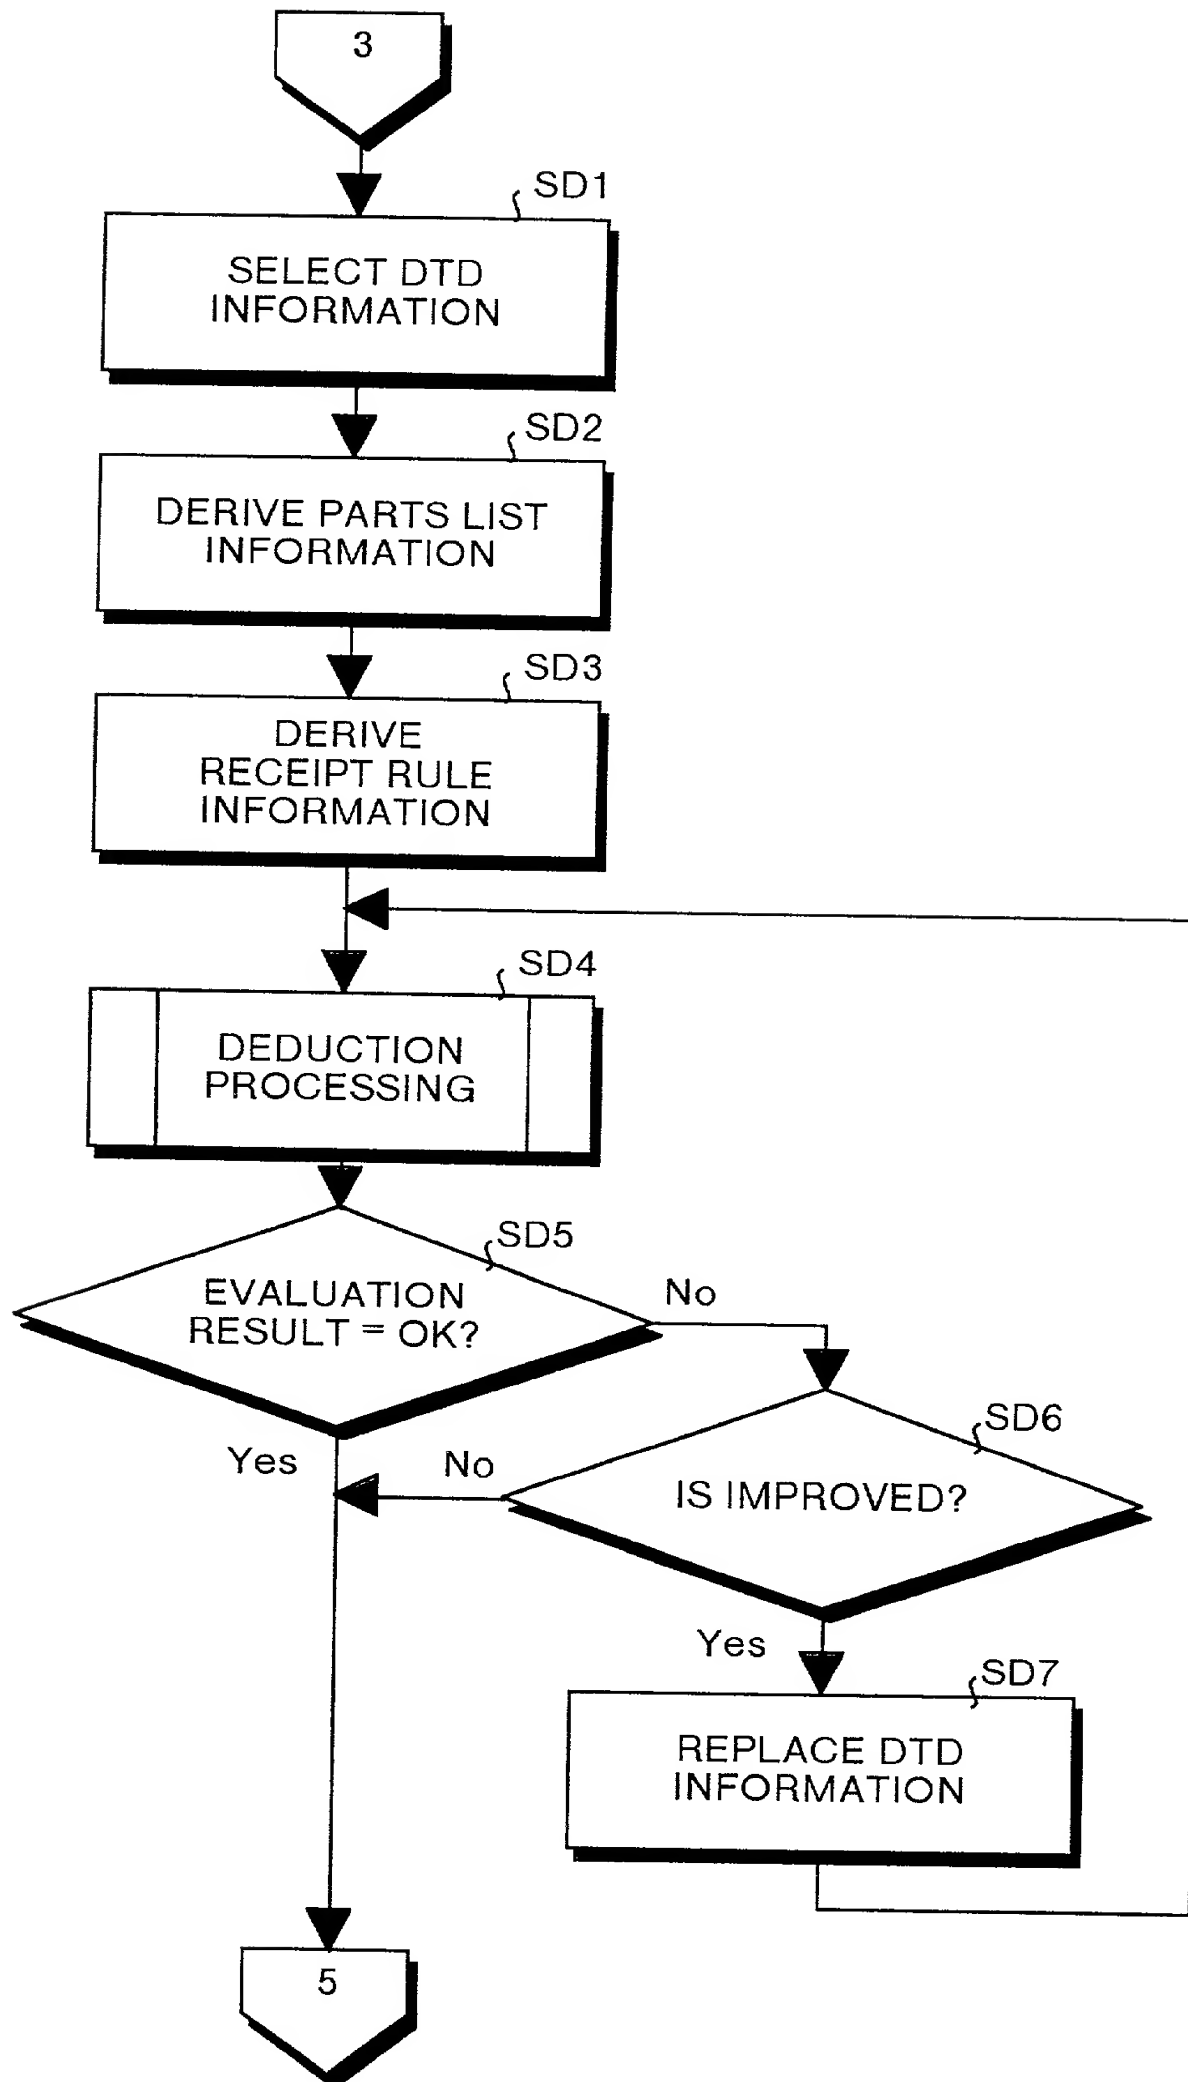 3
SD1
SELECT DTD
INFORMATION
SD2
DERIVE PARTS LIST
INFORMATION
SD3
DERIVE
RECEIPT RULE
INFORMATION
SD4
DEDUCTION
PROCESSING
SD5
EVALUATION
RESULT = OK?
No
SD6
Yes
No
IS IMPROVED?
Yes
SD7
REPLACE DTD
INFORMATION
5